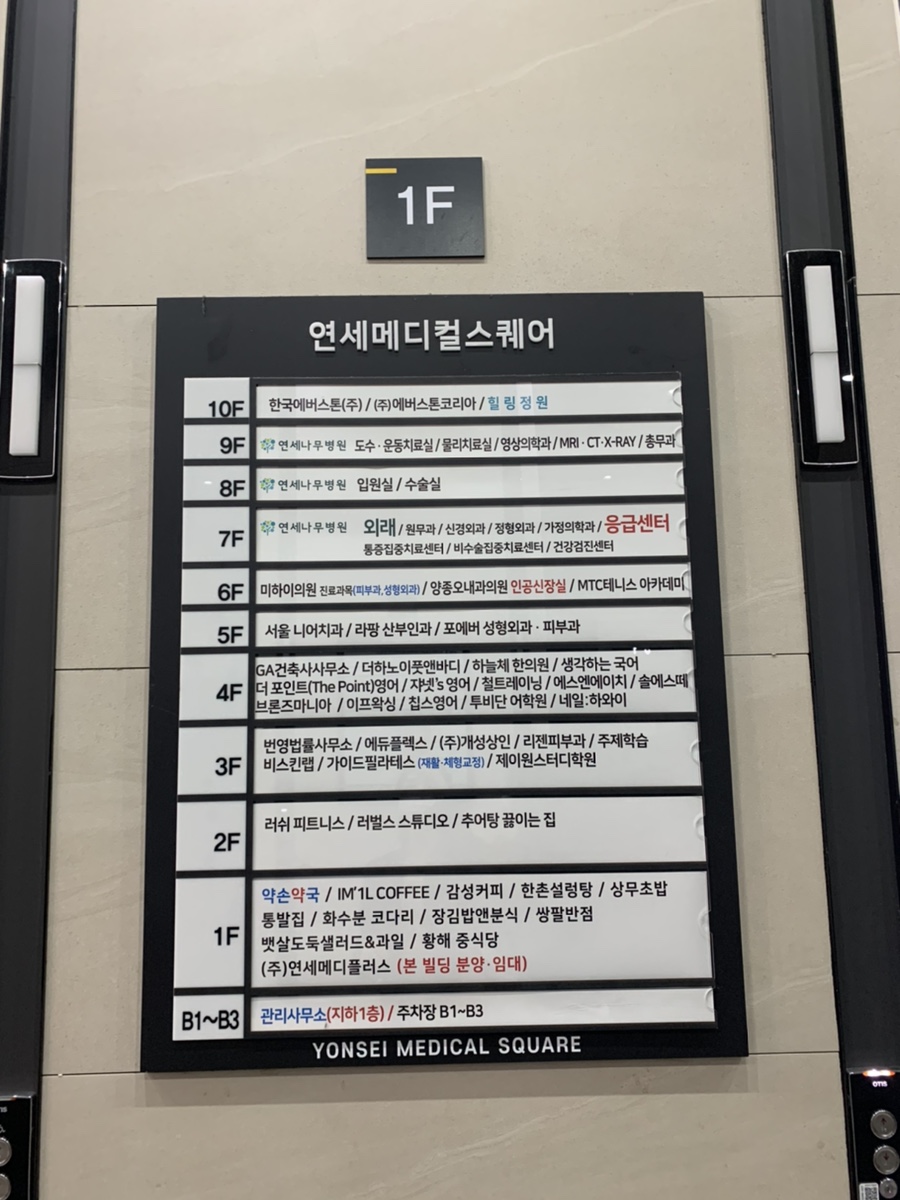 1F
연세메디컬스퀘어
10F 한국에버스톤(주) / (주)에버스톤코리아 / 힐링정원
9F 연세나무병원 도수·운동치료실 / 물리치료실 / 영상의학과 / MRI·CT·X-RAY / 총무과
8F 연세나무병원 입원실 / 수술실
7F 연세나무병원 외래 / 원무과 / 신경외과 / 정형외과 / 가정의학과 / 응급센터
통증집중치료센터 / 비수술집중치료센터 / 건강검진센터
6F 미하이의원 진료과목(피부과,성형외과) / 양종오내과의원 인공신장실 / MTC테니스 아카데미
5F 서울 니어치과 / 라팡 산부인과 / 포에버 성형외과·피부과
4F GA건축사사무소 / 더하노이풋앤바디 / 하늘체 한의원 / 생각하는 국어
더 포인트(The Point)영어 / 쟈넷's 영어 / 철트레이닝 / 에스엔에이치 / 솔에스떼
브론즈마니아 / 이프왁싱 / 칩스영어 / 투비단 어학원 / 네일:하와이
3F 번영법률사무소 / 에듀플렉스 / (주)개성상인 / 리젠피부과 / 주제학습
비스킨랩 / 가이드필라테스 (재활·체형교정) / 제이원스터디학원
2F 러쉬 피트니스 / 러벌스 스튜디오 / 추어탕 끓이는 집
1F 약손약국 / IM'1L COFFEE / 감성커피 / 한촌설렁탕 / 상무초밥
통발집 / 화수분 코다리 / 장김밥앤분식 / 쌍팔반점
뱃살도둑샐러드&과일 / 황해 중식당
(주)연세메디플러스 (본 빌딩 분양·임대)
B1~B3 관리사무소(지하1층) / 주차장 B1~B3
YONSEI MEDICAL SQUARE
OTIS